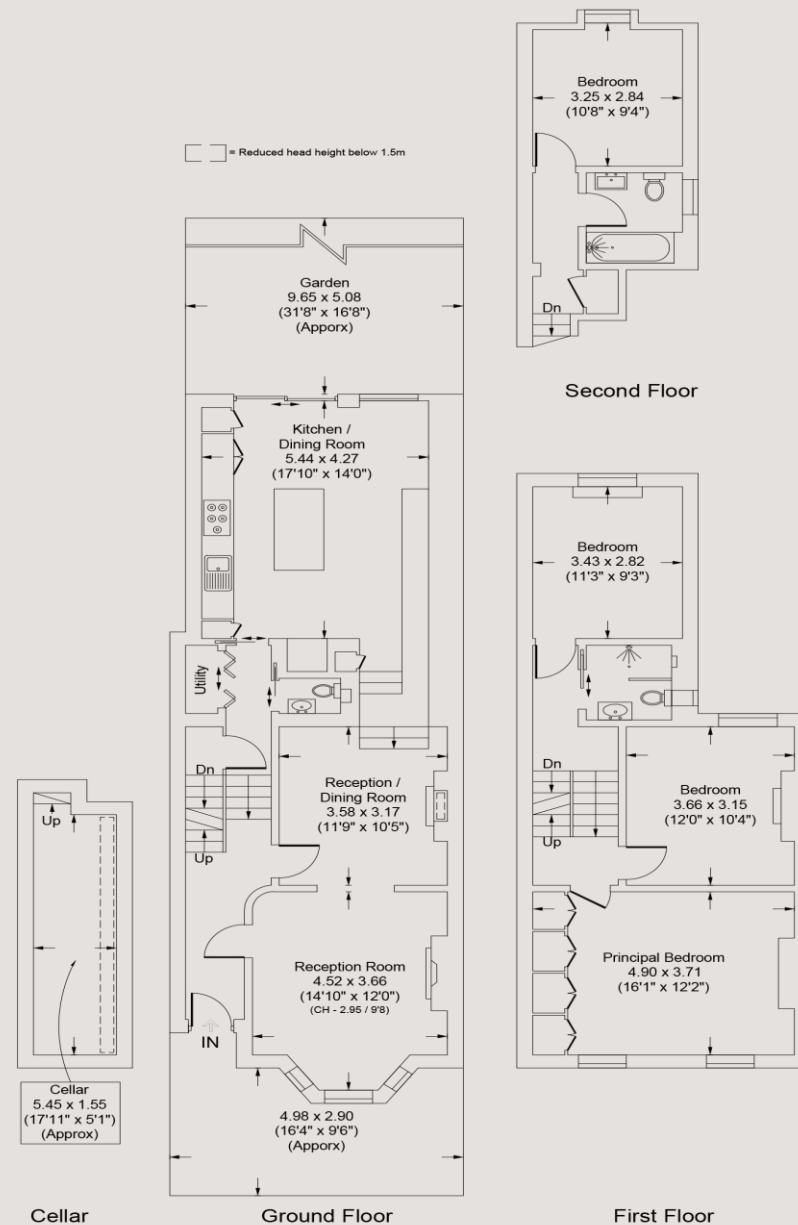 = Reduced head height below 1.5m
Bedroom
3.25 x 2.84
(10'8" x 9'4")
Dn
Second Floor
Garden
9.65 x 5.08
(31'8" x 16'8")
(Apporx)
Kitchen /
Dining Room
5.44 x 4.27
(17'10" x 14'0")
Utility
Dn
Up
Reception /
Dining Room
3.58 x 3.17
(11'9" x 10'5")
Reception Room
4.52 x 3.66
(14'10" x 12'0")
(CH - 2.95 / 9'8)
IN
4.98 x 2.90
(16'4" x 9'6")
(Apporx)
Ground Floor
Up
Cellar
5.45 x 1.55
(17'11" x 5'1")
(Approx)
Cellar
Bedroom
3.43 x 2.82
(11'3" x 9'3")
Dn
Up
Bedroom
3.66 x 3.15
(12'0" x 10'4")
Principal Bedroom
4.90 x 3.71
(16'1" x 12'2")
First Floor